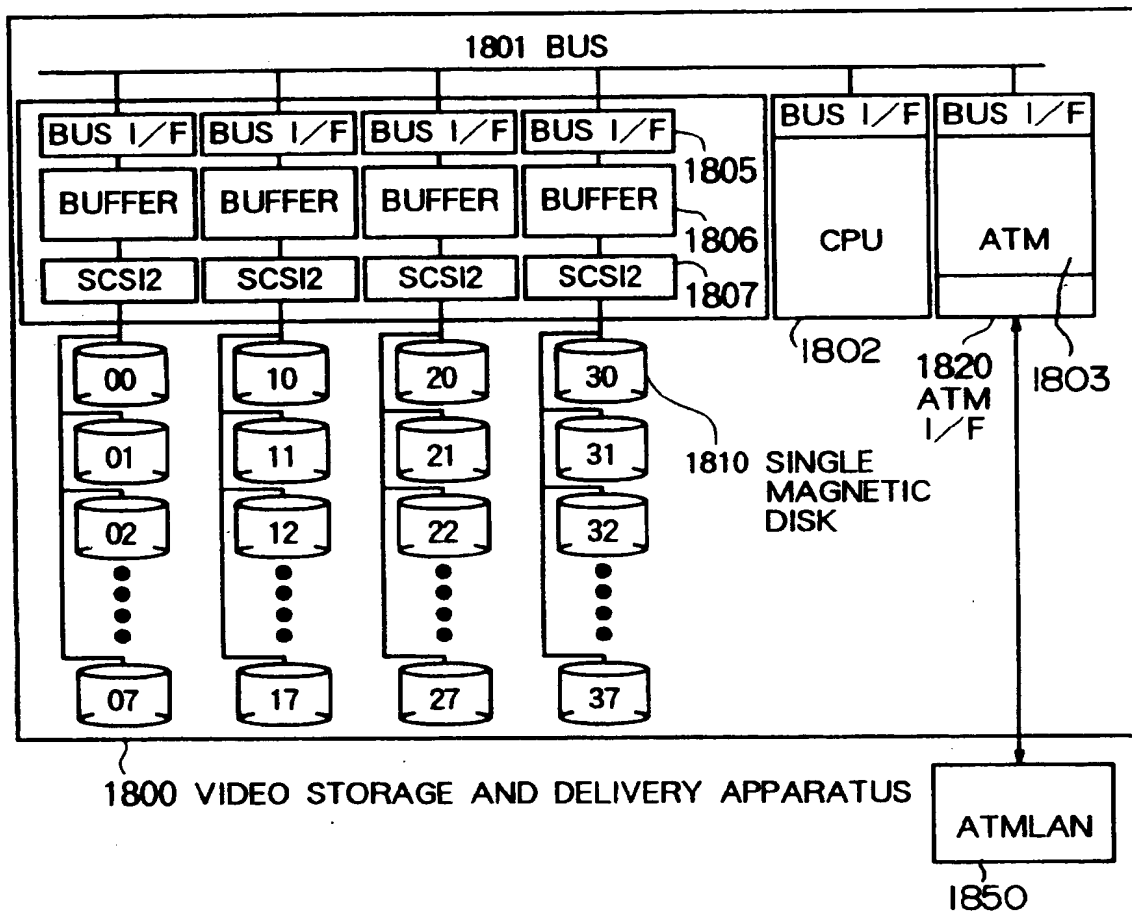 1801 BUS
BUS I/F BUS I/F BUS I/F BUS I/F BUS I/F BUS I/F
1805
BUFFER BUFFER BUFFER BUFFER
1806
CPU ATM
SCSI2 SCSI2 SCSI2 SCSI2
1807
1802
1820
ATM
I/F
1803
00 10 20 30
01 11 21 31
1810 SINGLE
MAGNETIC
DISK
02 12 22 32
07 17 27 37
1800 VIDEO STORAGE AND DELIVERY APPARATUS
ATMLAN
1850